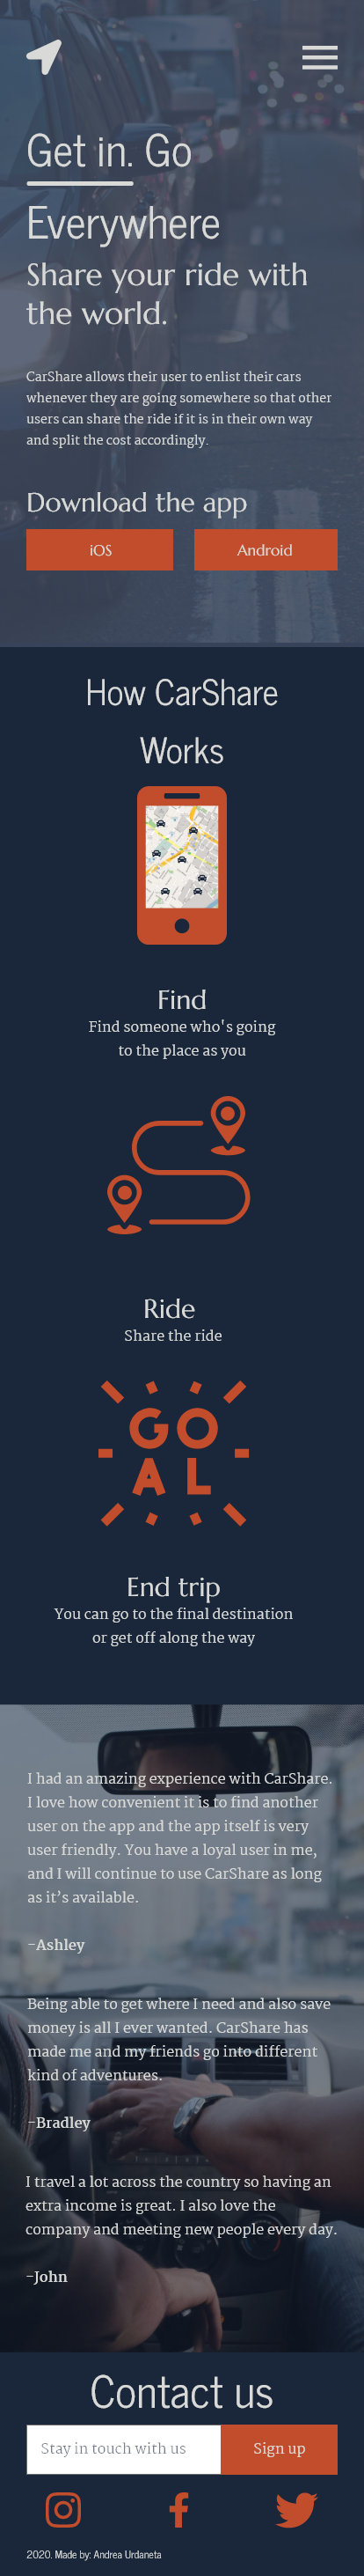 Get in. Go
Everywhere
Share your ride with
the world.
CarShare allows their user to enlist their cars
whenever they are going somewhere so that other
users can share the ride if it is in their own way
and split the cost accordingly.
Download the app
iOS
Android
How CarShare
Works
Find
Find someone who's going
to the place as you
Ride
Share the ride
GO
AL
End trip
You can go to the final destination
or get off along the way
I had an amazing experience with CarShare.
I love how convenient it is to find another
user on the app and the app itself is very
user friendly. You have a loyal user in me,
and I will continue to use CarShare as long
as it’s available.
-Ashley
Being able to get where I need and also save
money is all I ever wanted. CarShare has
made me and my friends go into different
kind of adventures.
-Bradley
I travel a lot across the country so having an
extra income is great. I also love the
company and meeting new people every day.
-John
Contact us
Stay in touch with us
Sign up
2020. Made by: Andrea Urdaneta